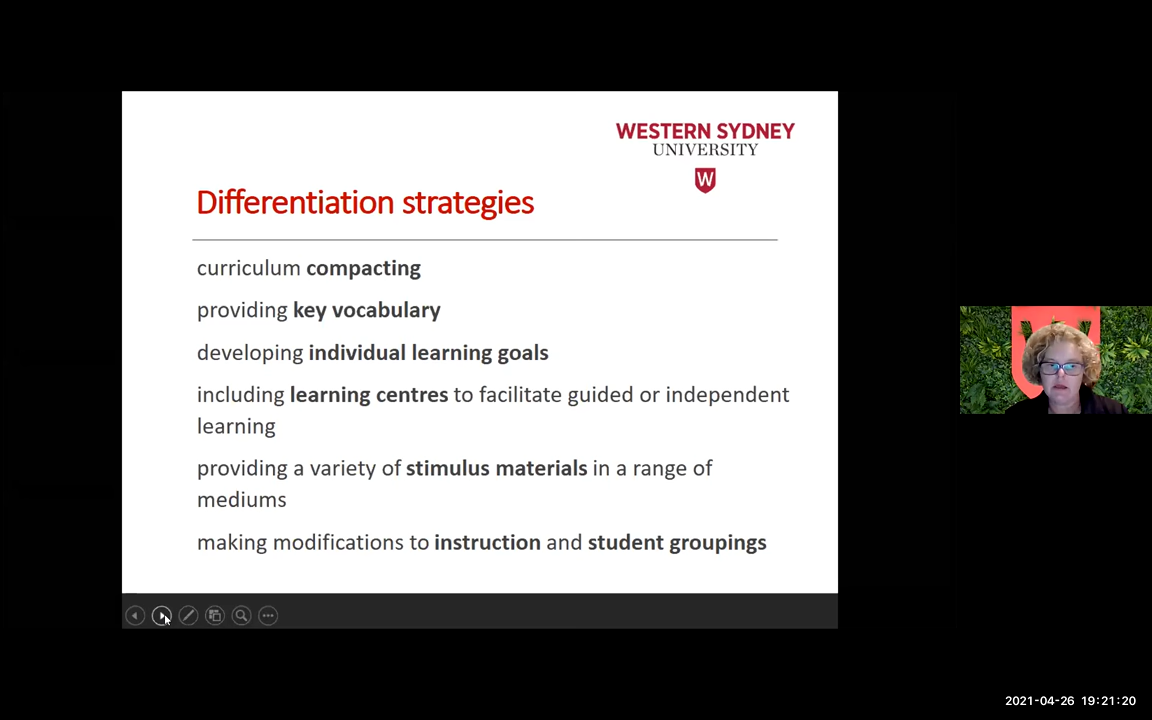 WESTERN SYDNEY
UNIVERSITY
W
Differentiation strategies
curriculum compacting
providing key vocabulary
developing individual learning goals
including learning centres to facilitate guided or independent
learning
providing a variety of stimulus materials in a range of
mediums
making modifications to instruction and student groupings
2021-04-26 19:21:20